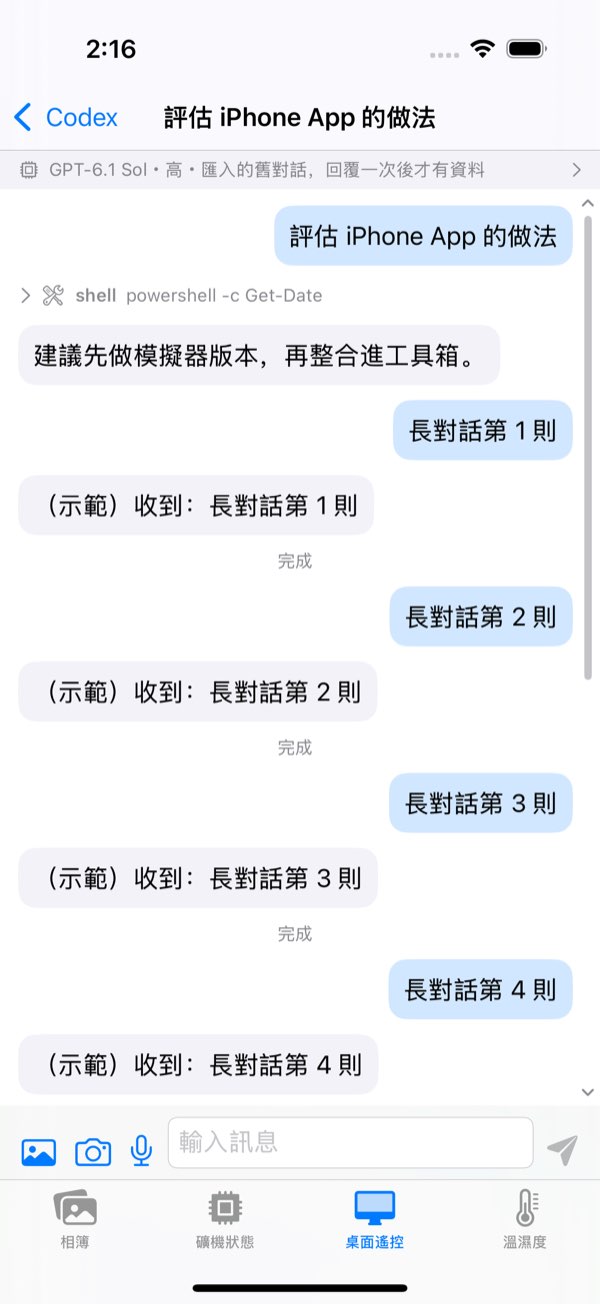 2:16
Codex
評估 iPhone App 的做法
GPT-6.1 Sol・高・匯入的舊對話，回覆一次後才有資料
評估 iPhone App 的做法
shell powershell -c Get-Date
建議先做模擬器版本，再整合進工具箱。
長對話第 1 則
（示範）收到：長對話第 1 則
完成
長對話第 2 則
（示範）收到：長對話第 2 則
完成
長對話第 3 則
（示範）收到：長對話第 3 則
完成
長對話第 4 則
（示範）收到：長對話第 4 則
輸入訊息
相簿
礦機狀態
桌面遙控
溫濕度